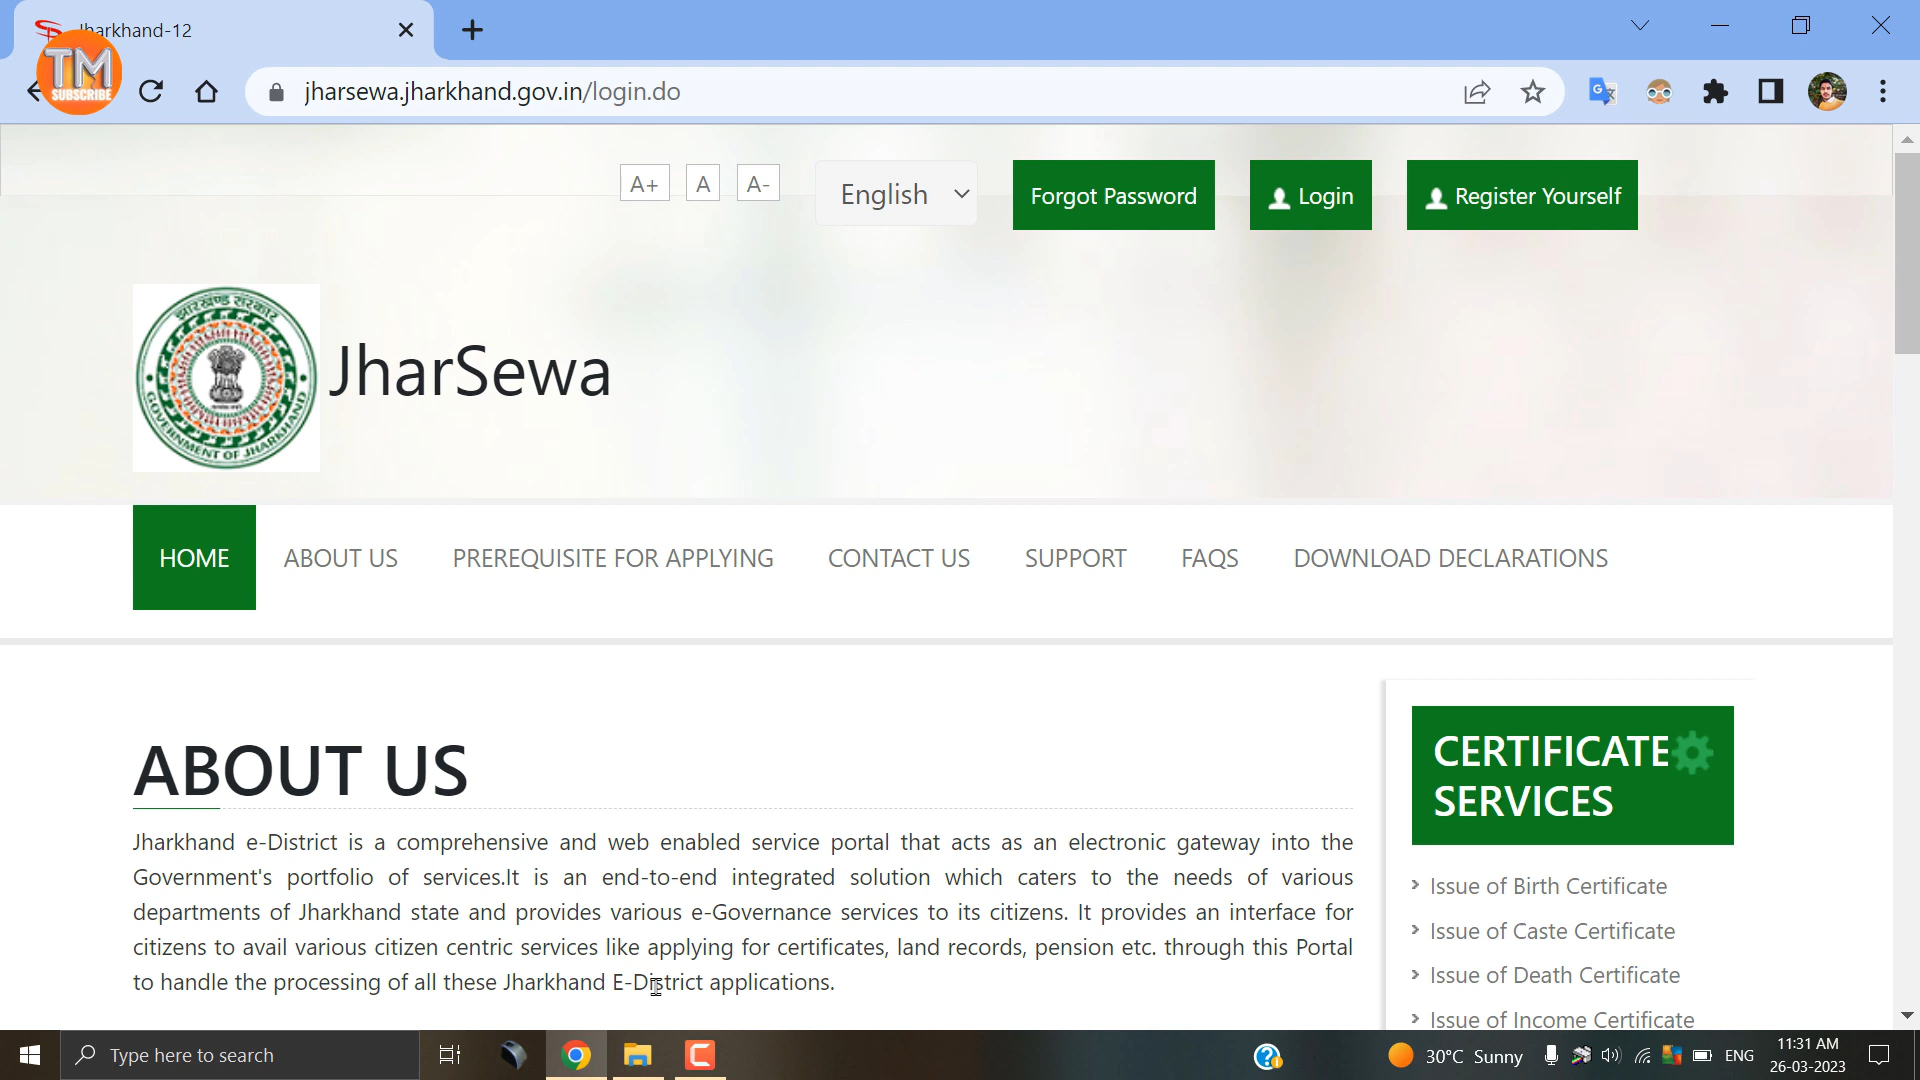 Jharkhand-12
TM
SUBSCRIBE
jharsewa.jharkhand.gov.in/login.do
A+
A
A-
English
Forgot Password
Login
Register Yourself
झारखण्ड सरकार
GOVERNMENT OF JHARKHAND
JharSewa
HOME
ABOUT US
PREREQUISITE FOR APPLYING
CONTACT US
SUPPORT
FAQS
DOWNLOAD DECLARATIONS
ABOUT US
Jharkhand e-District is a comprehensive and web enabled service portal that acts as an electronic gateway into the
Government's portfolio of services.It is an end-to-end integrated solution which caters to the needs of various
departments of Jharkhand state and provides various e-Governance services to its citizens. It provides an interface for
citizens to avail various citizen centric services like applying for certificates, land records, pension etc. through this Portal
to handle the processing of all these Jharkhand E-District applications.
CERTIFICATE
SERVICES
Issue of Birth Certificate
Issue of Caste Certificate
Issue of Death Certificate
Issue of Income Certificate
Type here to search
30°C Sunny
ENG
11:31 AM
26-03-2023